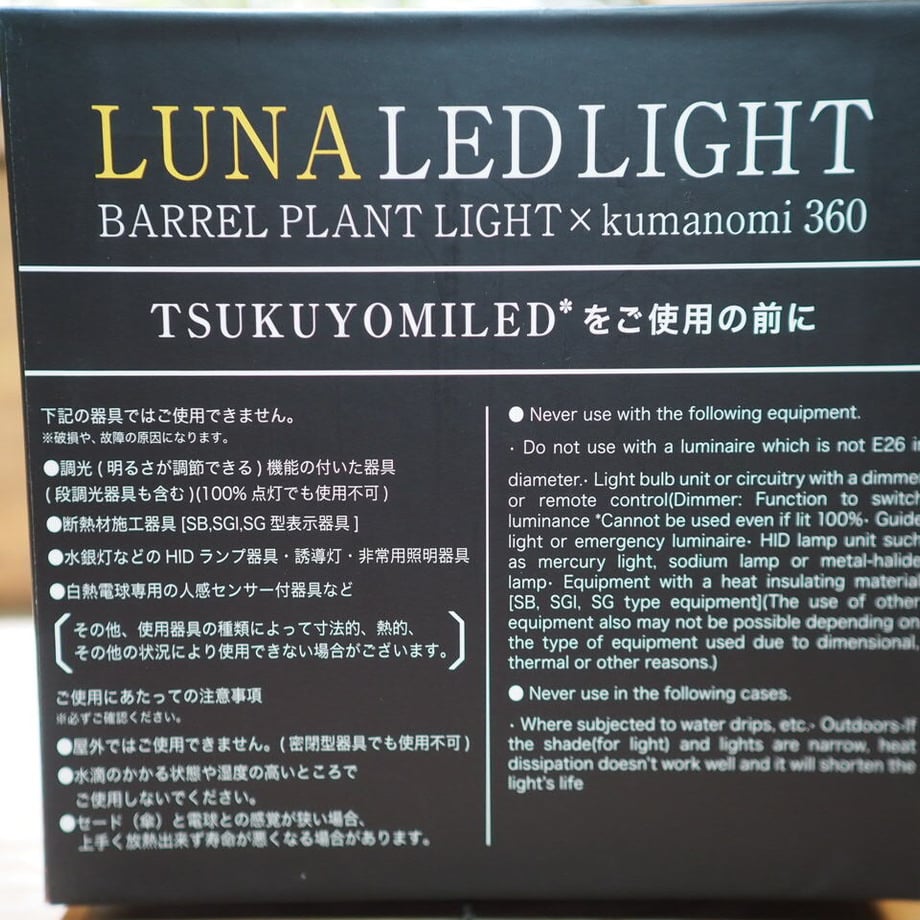 LUNA LED LIGHT
BARREL PLANT LIGHT×kumanomi 360
TSUKUYOMILED*をご使用の前に
下記の器具ではご使用できません。
※破損や、故障の原因になります。
●調光(明るさが調節できる)機能の付いた器具
(段調光器具も含む)(100%点灯でも使用不可)
●断熱材施工器具[SB,SGI,SG型表示器具]
●水銀灯などのHIDランプ器具・誘導灯・非常用照明器具
●白熱電球専用の人感センサー付器具など
その他、使用器具の種類によって寸法的、熱的、
その他の状況により使用できない場合がございます。
ご使用にあたっての注意事項
※必ずご確認ください。
●屋外ではご使用できません。(密閉型器具でも使用不可)
●水滴のかかる状態や湿度の高いところで
ご使用しないでください。
●セード(傘)と電球との感覚が狭い場合、
上手く放熱出来ず寿命が悪くなる場合があります。
● Never use with the following equipment.
· Do not use with a luminaire which is not E26 in
diameter.· Light bulb unit or circuitry with a dimme
or remote control(Dimmer: Function to switch
luminance *Cannot be used even if lit 100%· Guid
light or emergency luminaire· HID lamp unit such
as mercury light, sodium lamp or metal-halide
lamp· Equipment with a heat insulating material
[SB, SGI, SG type equipment](The use of other
equipment also may not be possible depending on
the type of equipment used due to dimensional,
thermal or other reasons.)
● Never use in the following cases.
· Where subjected to water drips, etc.· Outdoors·If
the shade(for light) and lights are narrow, heat
dissipation doesn't work well and it will shorten the
light's life